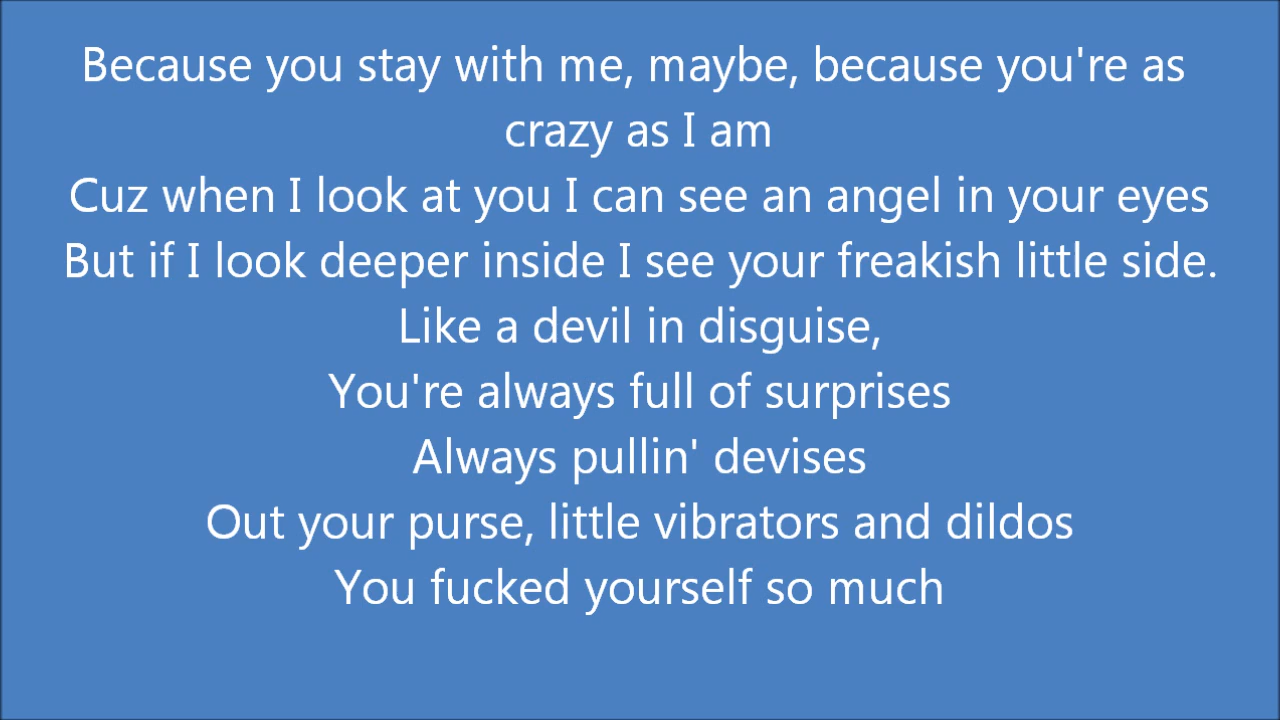 Because you stay with me, maybe, because you're as
crazy as I am
Cuz when I look at you I can see an angel in your eyes
But if I look deeper inside I see your freakish little side.
Like a devil in disguise,
You're always full of surprises
Always pullin' devises
Out your purse, little vibrators and dildos
You fucked yourself so much